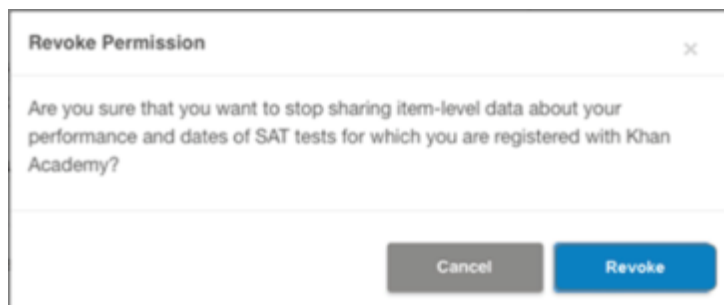 Revoke Permission
Are you sure that you want to stop sharing item-level data about your
performance and dates of SAT tests for which you are registered with Khan
Academy?
Cancel
Revoke